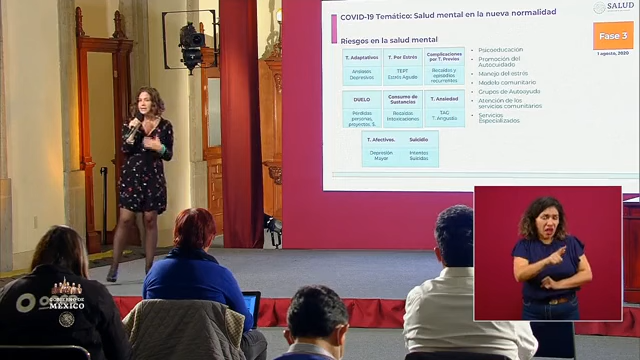 COVID-19 Temático: Salud mental en la nueva normalidad
SALUD
Fase 3
1 agosto, 2020
Riesgos en la salud mental
T. Adaptativos
Ansiosos
Depresivos
T. Por Estrés
TEPT
Estrés Agudo
Complicaciones
por T. Previos
Recaídas y
episodios
recurrentes
DUELO
Pérdidas
personas,
proyectos, $.
Consumo de
Sustancias
Recaídas
Intoxicaciones
T. Ansiedad
TAG
T. Angustia
T. Afectivos.
Depresión
Mayor
Suicidio
Intentos
Suicidas
• Psicoeducación
• Promoción del
Autocuidado
• Manejo del estrés
• Modelo comunitario
• Grupos de Autoayuda
• Atención de los
servicios comunitarios
• Servicios
Especializados
GOBIERNO DE
MÉXICO